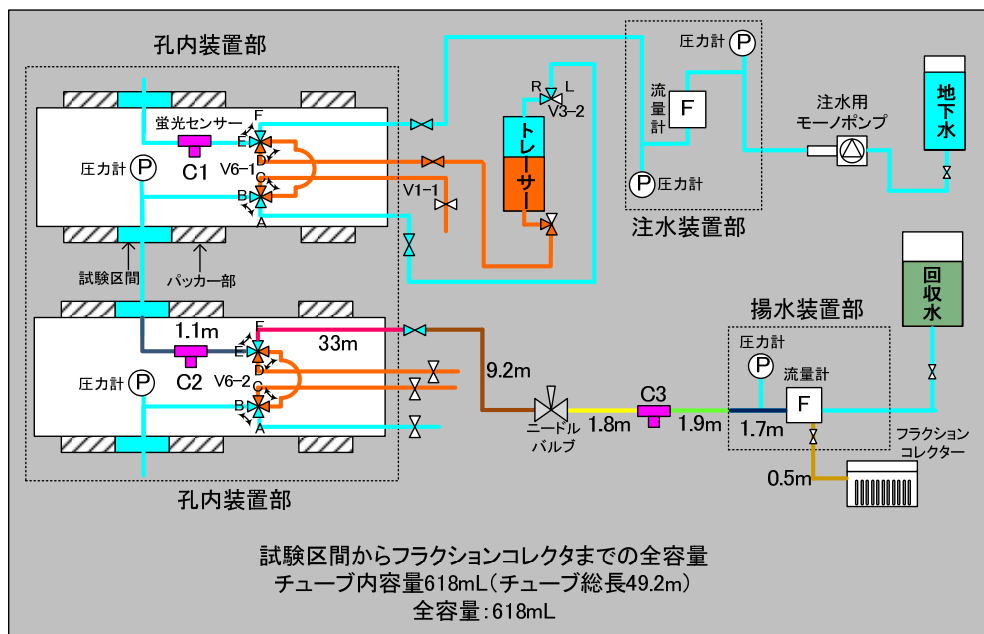 孔内装置部
圧力計
P
流量計
F
圧力計
P
注水装置部
注水用
モーノポンプ
地下水
蛍光センサー
C1
圧力計
P
F
E
D
V6-1
C
B
A
V1-1
R
L
V3-2
トレーサー
試験区間
パッカー部
1.1m
C2
圧力計
P
F
E
D
V6-2
C
B
A
33m
9.2m
ニードル
バルブ
1.8m
C3
1.9m
揚水装置部
圧力計
P
流量計
F
1.7m
回収水
フラクション
コレクター
0.5m
孔内装置部
試験区間からフラクションコレクタまでの全容量
チューブ内容量618mL(チューブ総長49.2m)
全容量:618mL